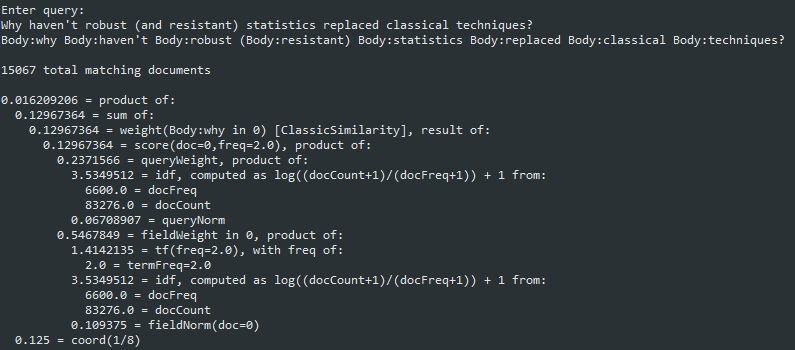 Enter query:
Why haven't robust (and resistant) statistics replaced classical techniques?
Body:why Body:haven't Body:robust (Body:resistant) Body:statistics Body:replaced Body:classical Body:techniques?
15067 total matching documents
0.016209206 = product of:
0.12967364 = sum of:
0.12967364 = weight(Body:why in 0) [ClassicSimilarity], result of:
0.12967364 = score(doc=0,freq=2.0), product of:
0.2371566 = queryWeight, product of:
3.5349512 = idf, computed as log((docCount+1)/(docFreq+1)) + 1 from:
6600.0 = docFreq
83276.0 = docCount
0.06708907 = queryNorm
0.5467849 = fieldWeight in 0, product of:
1.4142135 = tf(freq=2.0), with freq of:
2.0 = termFreq=2.0
3.5349512 = idf, computed as log((docCount+1)/(docFreq+1)) + 1 from:
6600.0 = docFreq
83276.0 = docCount
0.109375 = fieldNorm(doc=0)
0.125 = coord(1/8)